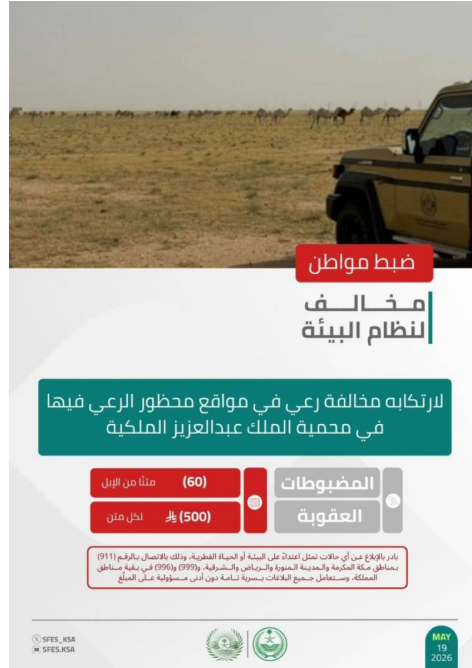 ضبط مواطن
مخالف
لنظام البيئة
لارتكابه مخالفة رعي في مواقع محظور الرعي فيها
في محمية الملك عبدالعزيز الملكية
المضبوطات
(60) متنًا من الإبل
العقوبة
(500) لكل متن
بادر بالإبلاغ عن أي حالات تمثل اعتداءً على البيئة أو الحياة الفطرية، وذلك بالاتصال بالرقم (911)
بمناطق مكة المكرمة والمدينة المنورة والرياض والشرقية، و(999) و(996) في بقية مناطق
المملكة، وستعامل جميع البلاغات بسرية تامة دون أدنى مسؤولية على المبلّغ
SFES_KSA
SFES.KSA
MAY
19
2026